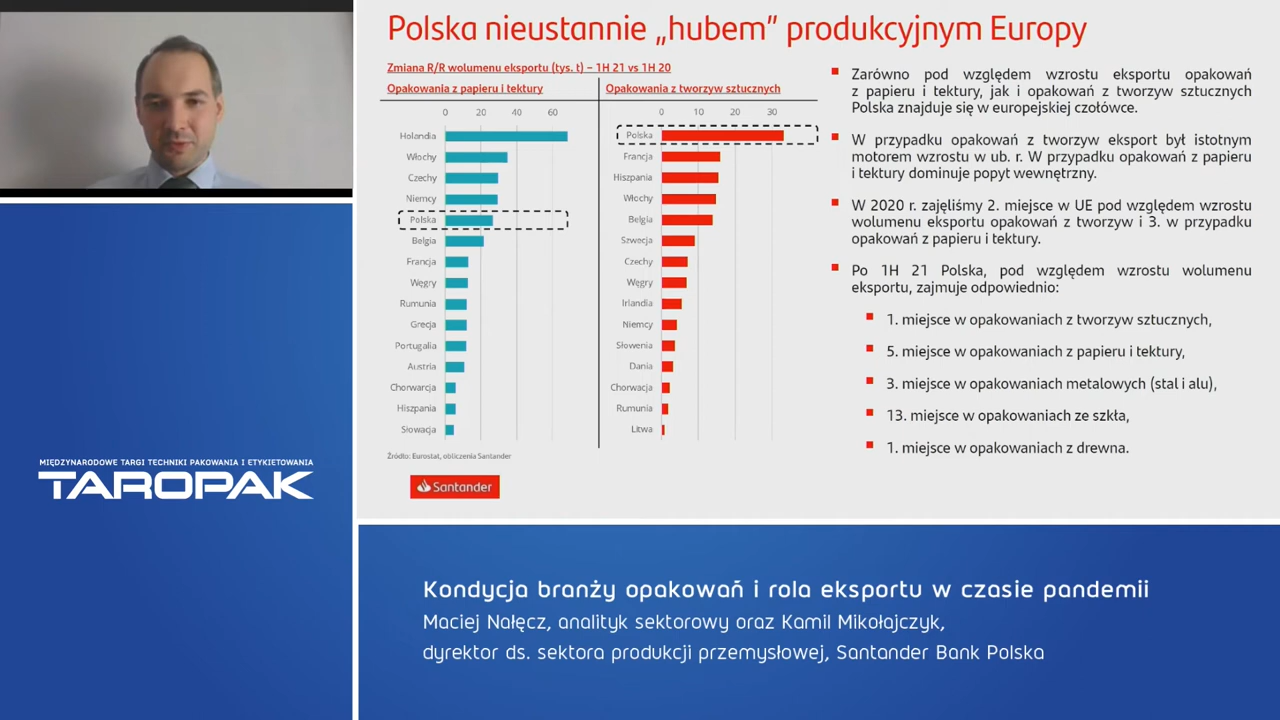 Polska nieustannie „hubem” produkcyjnym Europy
Zmiana R/R wolumenu eksportu (tys. t) – 1H 21 vs 1H 20
Opakowania z papieru i tektury
0 20 40 60
Holandia
Włochy
Czechy
Niemcy
Polska
Belgia
Francja
Węgry
Rumunia
Grecja
Portugalia
Austria
Chorwarcja
Hiszpania
Słowacja
Opakowania z tworzyw sztucznych
0 10 20 30
Polska
Francja
Hiszpania
Włochy
Belgia
Szwecja
Czechy
Węgry
Irlandia
Niemcy
Słowenia
Dania
Chorwacja
Rumunia
Litwa
Źródło: Eurostat, obliczenia Santander
Santander
Zarówno pod względem wzrostu eksportu opakowań
z papieru i tektury, jak i opakowań z tworzyw sztucznych
Polska znajduje się w europejskiej czołówce.
W przypadku opakowań z tworzyw eksport był istotnym
motorem wzrostu w ub. r. W przypadku opakowań z papieru
i tektury dominuje popyt wewnętrzny.
W 2020 r. zajęliśmy 2. miejsce w UE pod względem wzrostu
wolumenu eksportu opakowań z tworzyw i 3. w przypadku
opakowań z papieru i tektury.
Po 1H 21 Polska, pod względem wzrostu wolumenu
eksportu, zajmuje odpowiednio:
1. miejsce w opakowaniach z tworzyw sztucznych,
5. miejsce w opakowaniach z papieru i tektury,
3. miejsce w opakowaniach metalowych (stal i alu),
13. miejsce w opakowaniach ze szkła,
1. miejsce w opakowaniach z drewna.
MIĘDZYNARODOWE TARGI TECHNIKI PAKOWANIA I ETYKIETOWANIA
TAROPAK
Kondycja branży opakowań i rola eksportu w czasie pandemii
Maciej Nałęcz, analityk sektorowy oraz Kamil Mikołajczyk,
dyrektor ds. sektora produkcji przemysłowej, Santander Bank Polska